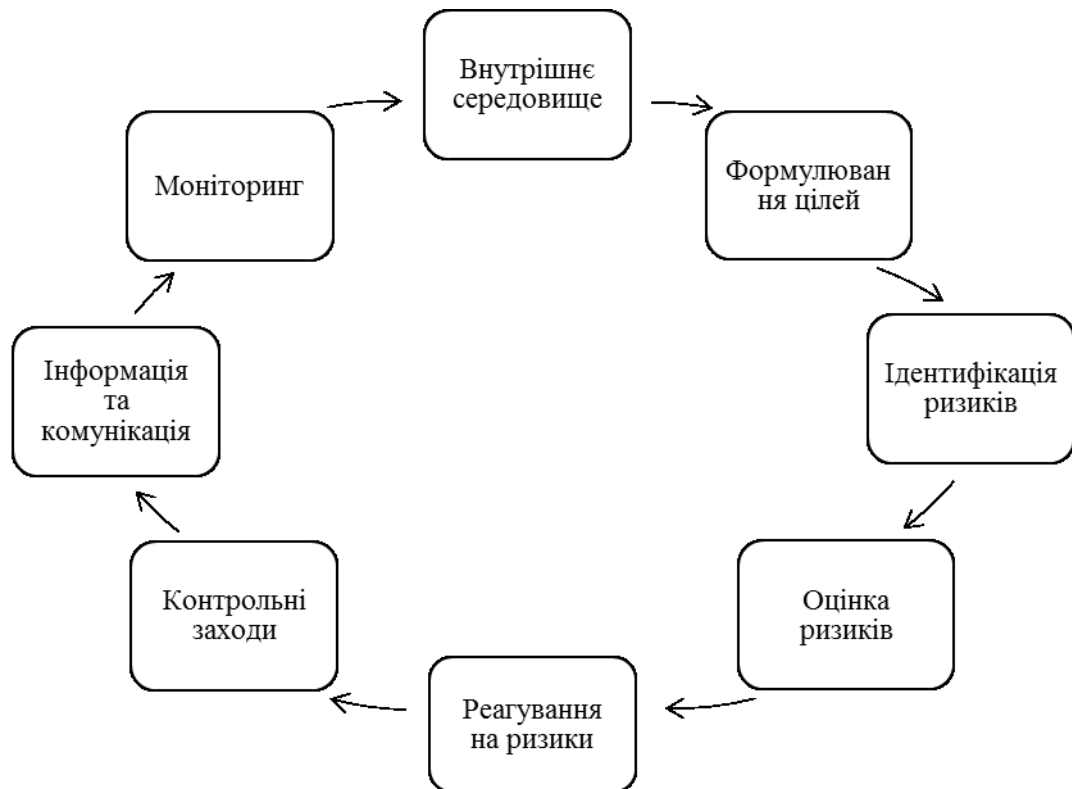 Внутрішнє
середовище
Формулюван
ня цілей
Ідентифікація
ризиків
Оцінка
ризиків
Реагування
на ризики
Контрольні
заходи
Інформація
та
комунікація
Моніторинг